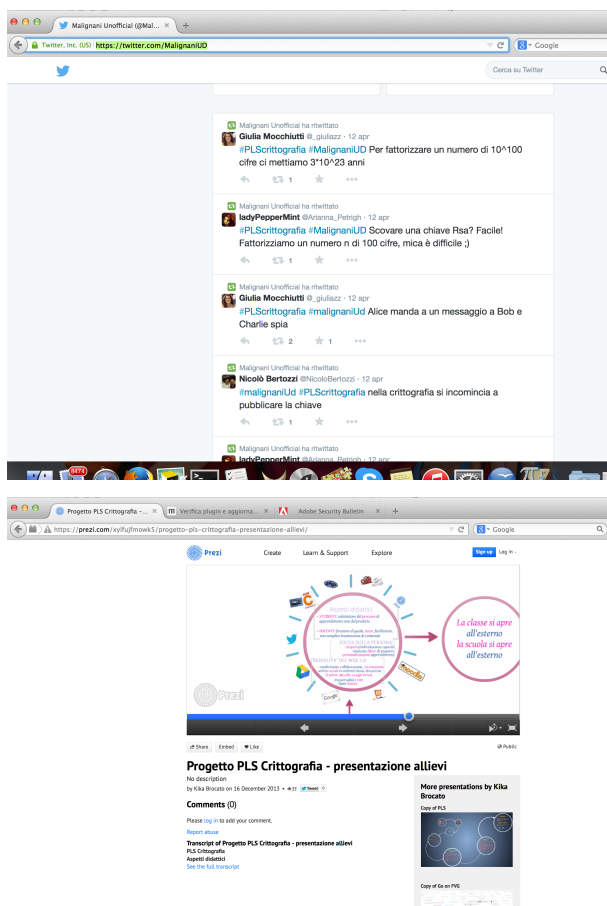 Malignani Unofficial (@Mal...
Twitter, Inc. (US) https://twitter.com/MalignaniUD
Google
Cerca su Twitter
Malignani Unofficial ha ritwittato
Giulia Mocchiutti @_giuliazz · 12 apr
#PLScrittografia #MalignaniUD Per fattorizzare un numero di 10^100
cifre ci mettiamo 3*10^23 anni
1
Malignani Unofficial ha ritwittato
ladyPepperMint @Arianna_Petrigh · 12 apr
#PLScrittografia #MalignaniUD Scovare una chiave Rsa? Facile!
Fattorizziamo un numero n di 100 cifre, mica è difficile ;)
1
Malignani Unofficial ha ritwittato
Giulia Mocchiutti @_giuliazz · 12 apr
#PLScrittografia #malignaniUd Alice manda a un messaggio a Bob e
Charlie spia
2 1
Malignani Unofficial ha ritwittato
Nicolò Bertozzi @NicoloBertozzi · 12 apr
#malignaniUd #PLScrittografia nella crittografia si incomincia a
pubblicare la chiave
1
Malignani Unofficial ha ritwittato
ladyPepperMint @Arianna_Petrigh · 12 apr
8474
Progetto PLS Crittografia -...
Verifica plugin e aggiorna...
Adobe Security Bulletin
https://prezi.com/xylfujfmowk5/progetto-pls-crittografia-presentazione-allievi/
Google
Prezi
Create
Learn & Support
Explore
Sign up
Log in
Aspetti didattici
FOCUS SULLA PERSONA
La classe si apre
all'esterno
la scuola si apre
all'esterno
moodle
Google
Prezi
Share
Embed
Like
Public
Progetto PLS Crittografia - presentazione allievi
No description
by Kika Brocato on 16 December 2013
Tweet 0
Comments (0)
Please log in to add your comment.
Report abuse
Transcript of Progetto PLS Crittografia - presentazione allievi
PLS Crittografia
Aspetti didattici
See the full transcript
More presentations by Kika
Brocato
Copy of PLS
Copy of Go on FVG